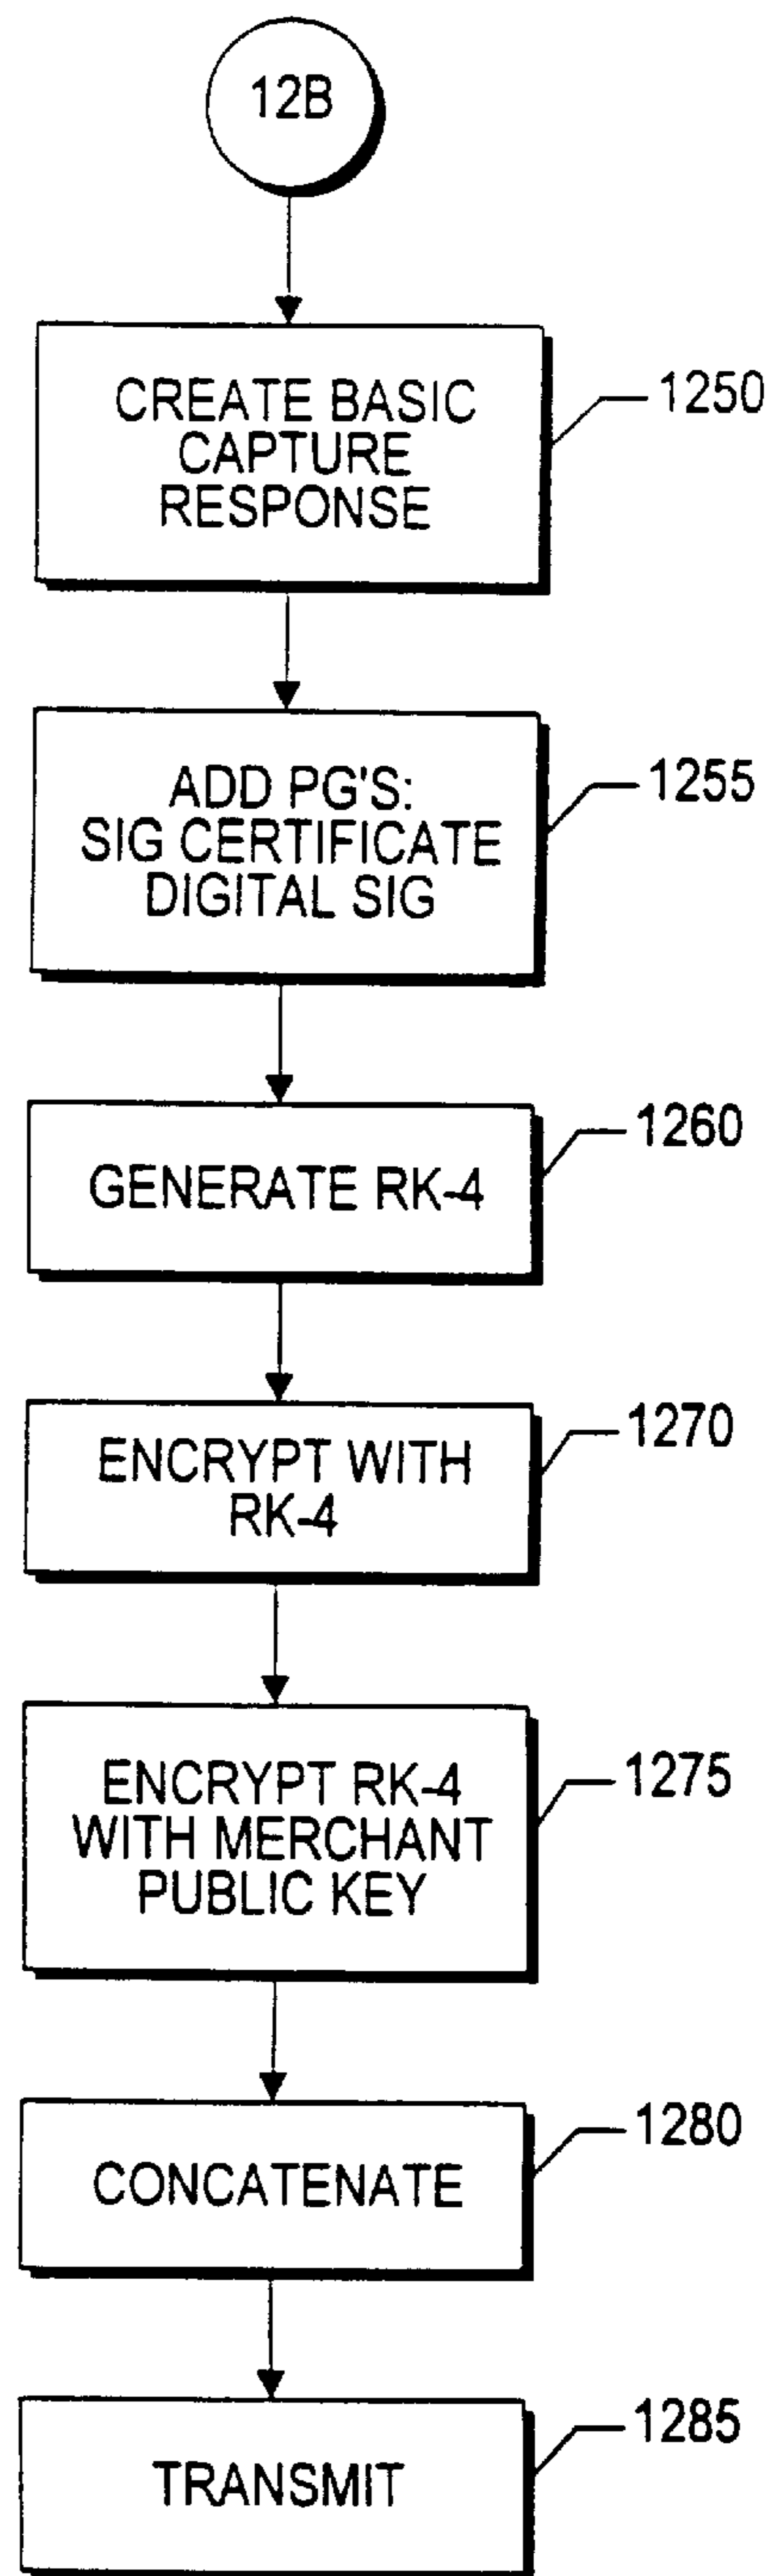 12B
CREATE BASIC
CAPTURE
RESPONSE
1250
ADD PG'S:
SIG CERTIFICATE
DIGITAL SIG
1255
GENERATE RK-4
1260
ENCRYPT WITH
RK-4
1270
ENCRYPT RK-4
WITH MERCHANT
PUBLIC KEY
1275
CONCATENATE
1280
TRANSMIT
1285